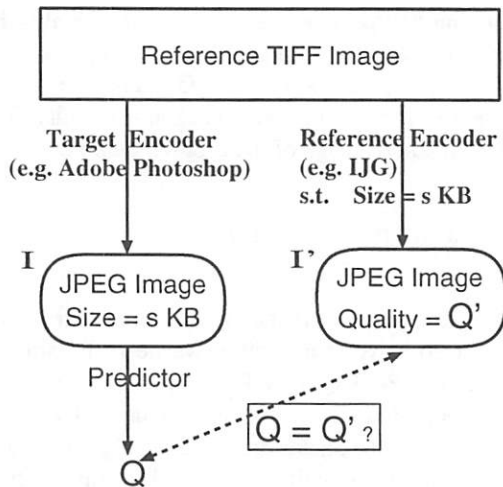 Reference TIFF Image
Target Encoder
(e.g. Adobe Photoshop)
Reference Encoder
(e.g. IJG)
s.t. Size = s KB
I
JPEG Image
Size = s KB
I'
JPEG Image
Quality = Q'
Predictor
Q = Q' ?
Q